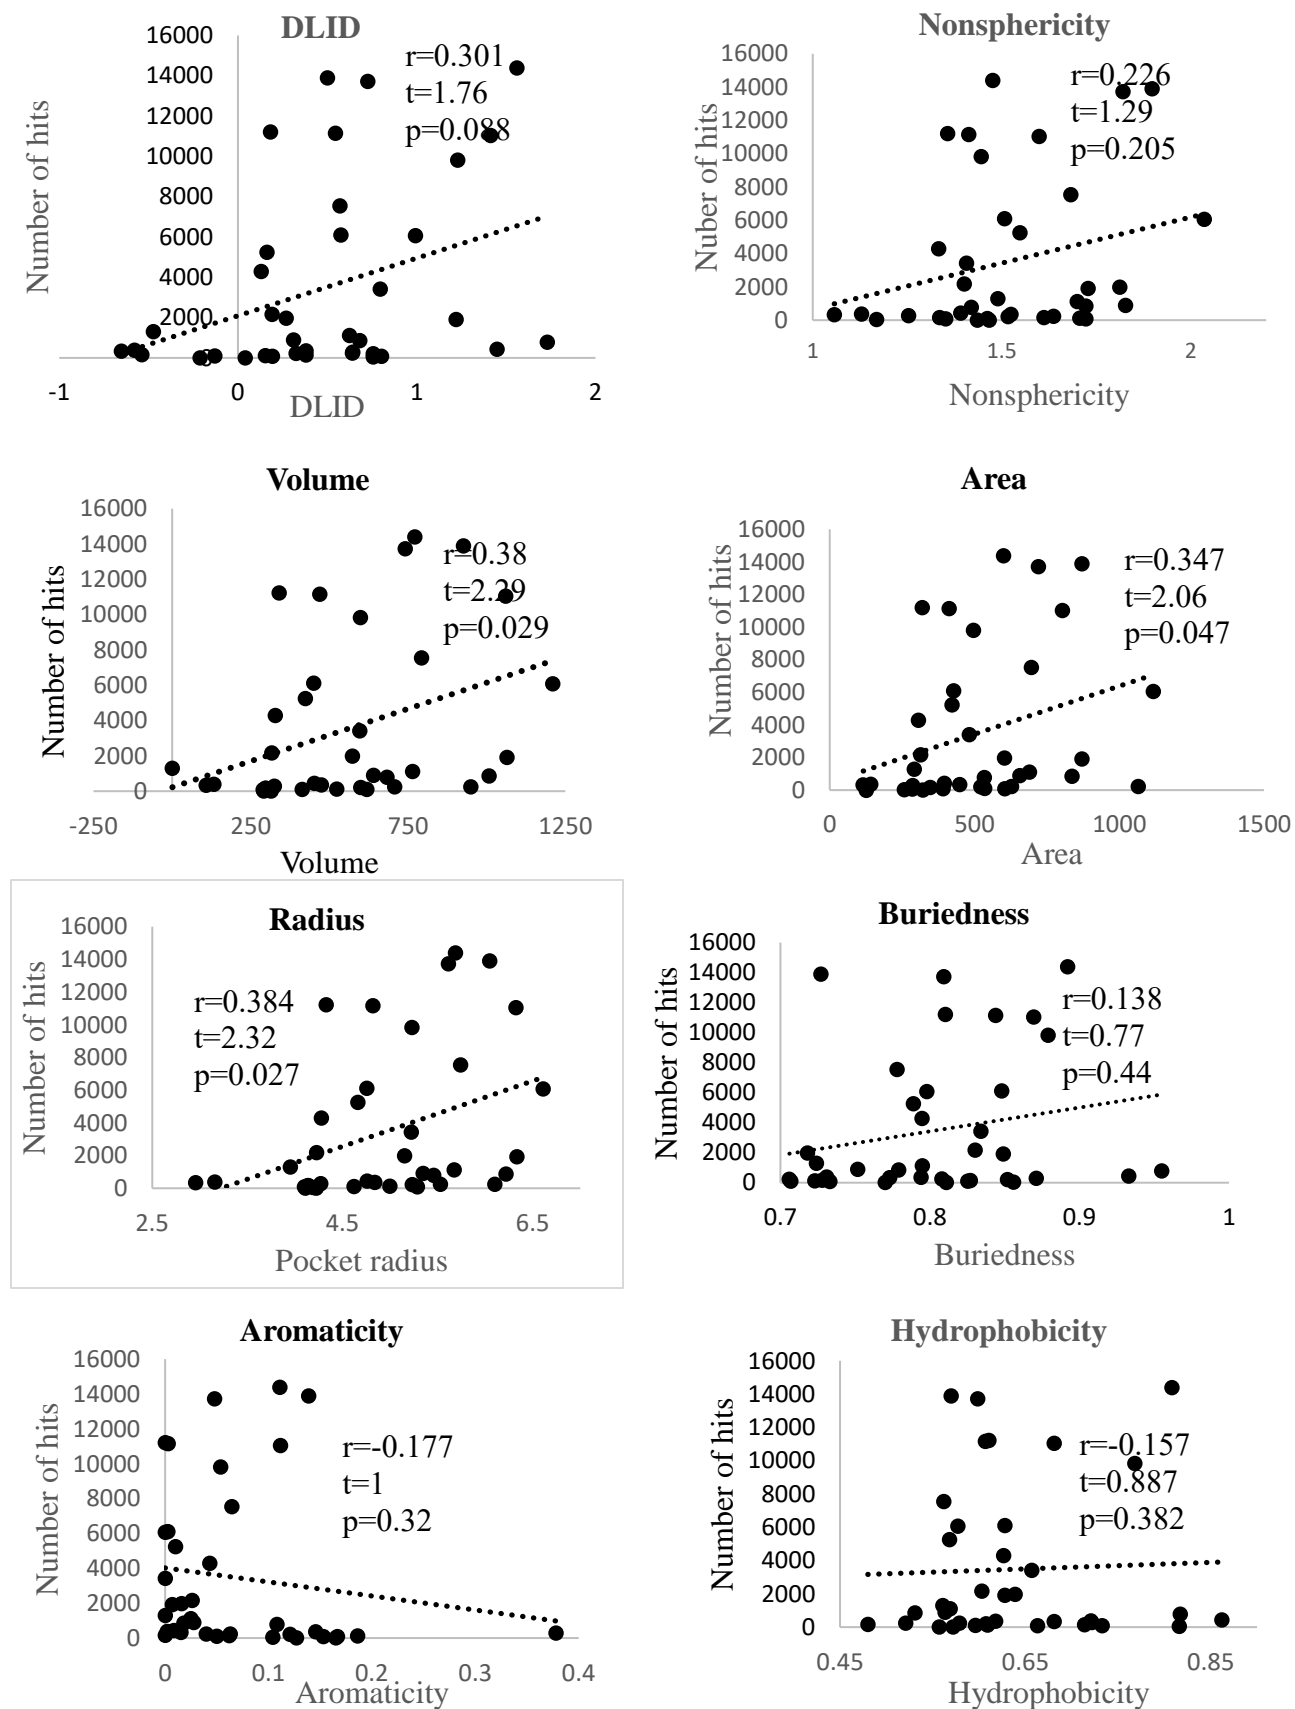 DLID
r=0.301
t=1.76
p=0.088
Number of hits
16000
14000
12000
10000
8000
6000
4000
2000
0
-1
0
1
2
DLID
Nonsphericity
r=0.226
t=1.29
p=0.205
Nuber of hits
16000
14000
12000
10000
8000
6000
4000
2000
0
1
1.5
2
Nonsphericity
Volume
r=0.38
t=2.29
p=0.029
Number of hits
16000
14000
12000
10000
8000
6000
4000
2000
0
-250
250
750
1250
Volume
Area
r=0.347
t=2.06
p=0.047
Number of hits
16000
14000
12000
10000
8000
6000
4000
2000
0
0
500
1000
1500
Area
Radius
r=0.384
t=2.32
p=0.027
Number of hits
16000
14000
12000
10000
8000
6000
4000
2000
0
2.5
4.5
6.5
Pocket radius
Buriedness
r=0.138
t=0.77
p=0.44
Number of hits
16000
14000
12000
10000
8000
6000
4000
2000
0
0.7
0.8
0.9
1
Buriedness
Aromaticity
r=-0.177
t=1
p=0.32
Number of hits
16000
14000
12000
10000
8000
6000
4000
2000
0
0
0.1
0.2
0.3
0.4
Aromaticity
Hydrophobicity
r=-0.157
t=0.887
p=0.382
Number of hits
16000
14000
12000
10000
8000
6000
4000
2000
0
0.45
0.65
0.85
Hydrophobicity